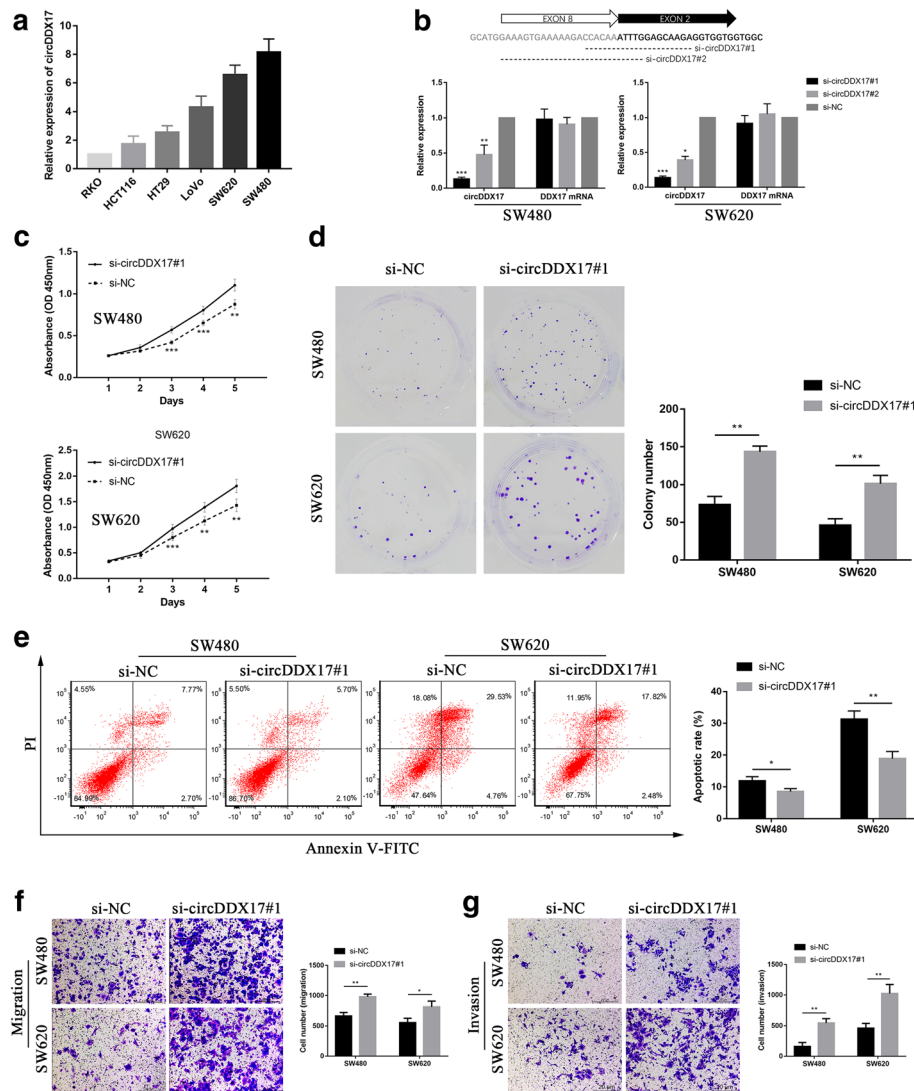 a
Relative expression of circDDX17
10
8
6
4
2
0
RKO
HCT116
HT29
LoVo
SW620
SW480
b
EXON 8
EXON 2
GCATGGAAAGTGAAAAAGACCACAAATTTGGAGCAAGAGGTGGTGGTGGC
si-circDDX17#1
si-circDDX17#2
Relative expression
1.5
1.0
0.5
0.0
***
**
circDDX17
DDX17 mRNA
SW480
Relative expression
1.5
1.0
0.5
0.0
***
*
circDDX17
DDX17 mRNA
SW620
si-circDDX17#1
si-circDDX17#2
si-NC
c
Absorbance (OD 450nm)
1.5
1.0
0.5
0.0
si-circDDX17#1
si-NC
SW480
***
***
**
1 2 3 4 5
Days
SW620
Absorbance (OD 450nm)
2.5
2.0
1.5
1.0
0.5
0.0
si-circDDX17#1
si-NC
SW620
***
**
**
1 2 3 4 5
Days
d
si-NC si-circDDX17#1
SW480
SW620
si-NC
si-circDDX17#1
Colony number
200
150
100
50
0
**
**
SW480 SW620
e
SW480 SW620
si-NC si-circDDX17#1 si-NC si-circDDX17#1
PI
4.55% 7.77%
64.99% 2.70%
5.50% 5.70%
86.70% 2.10%
18.08% 29.53%
47.64% 4.76%
11.95% 17.82%
67.75% 2.48%
Annexin V-FITC
si-NC
si-circDDX17#1
Apoptotic rate (%)
40
30
20
10
0
*
**
SW480 SW620
f
si-NC si-circDDX17#1
Migration
SW480
SW620
si-NC
si-circDDX17#1
Cell number (migration)
1500
1000
500
0
**
*
SW480 SW620
g
si-NC si-circDDX17#1
Invasion
SW480
SW620
si-NC
si-circDDX17#1
Cell number (invasion)
1500
1000
500
0
**
**
SW480 SW620